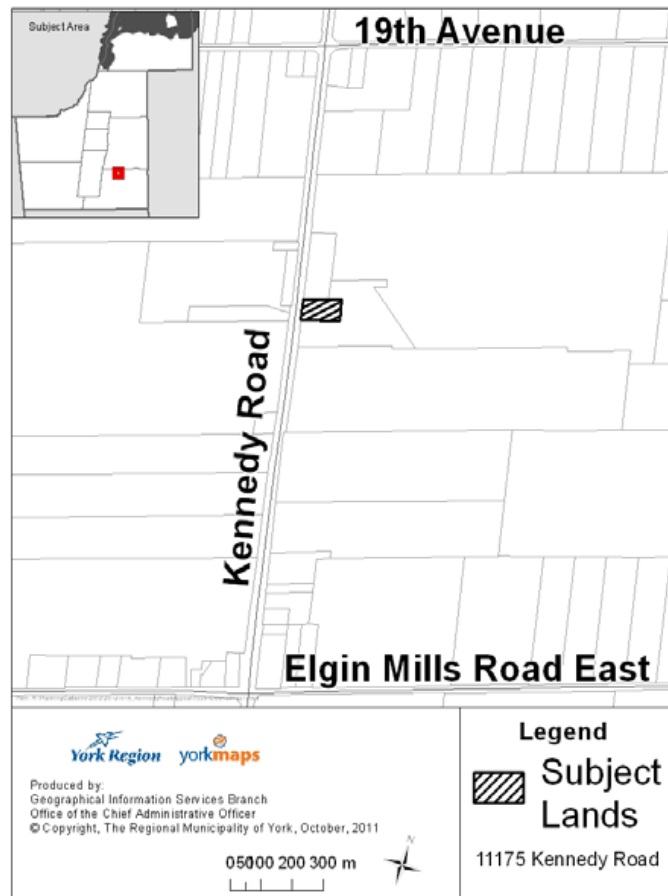 Subject Area
19th Avenue
Kennedy Road
Elgin Mills Road East
York Region yorkmaps
Produced by:
Geographical Information Services Branch
Office of the Chief Administrative Officer
© Copyright, The Regional Municipality of York, October, 2011
N
0 50100 200 300 m
Legend
Subject
Lands
11175 Kennedy Road